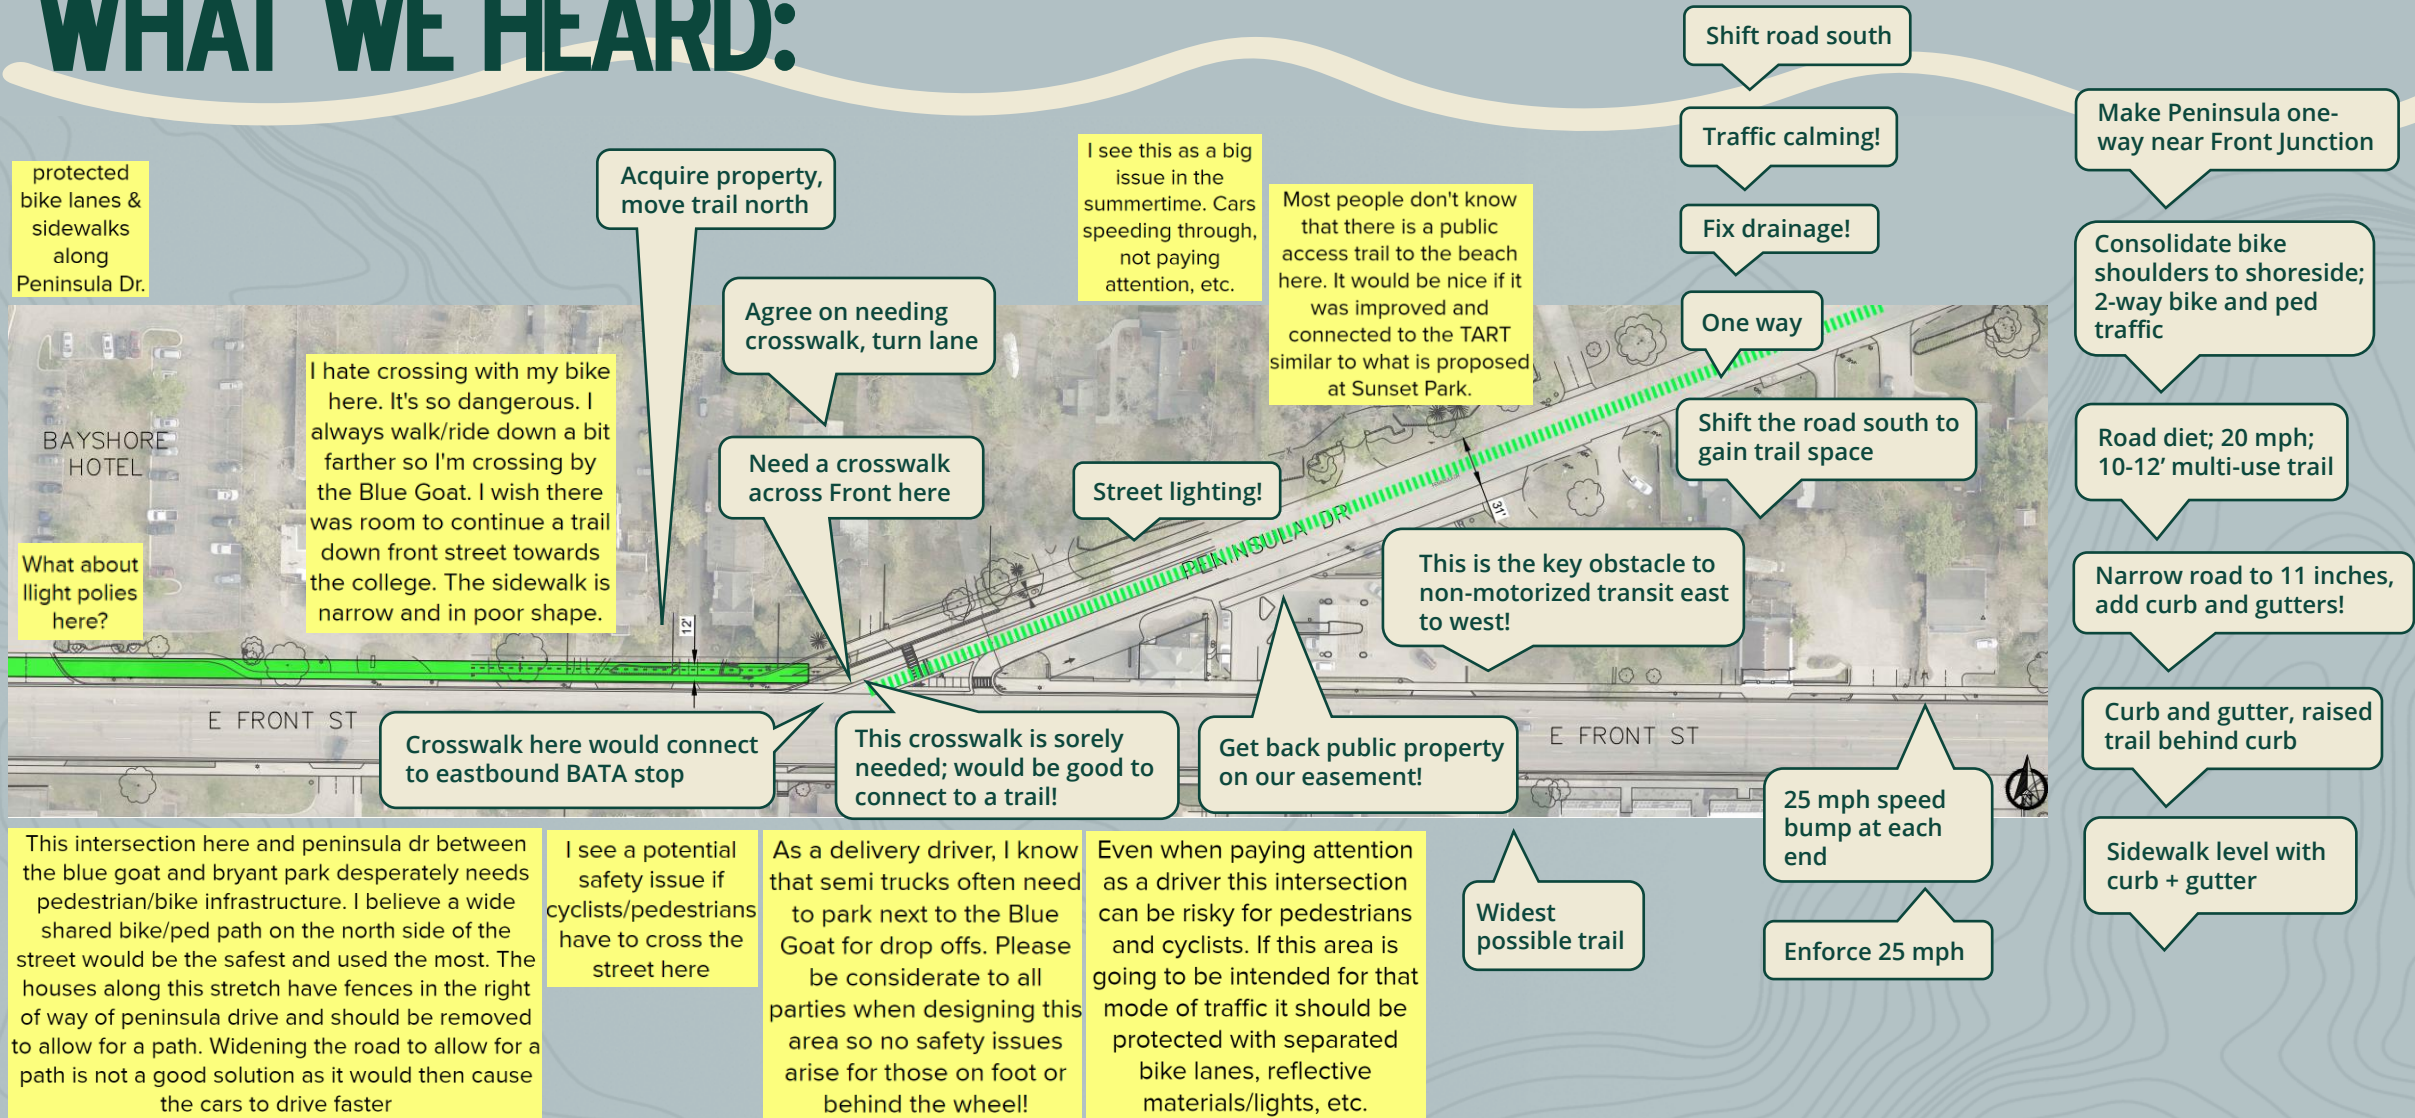 WHAT WE HEARD:
Shift road south
Traffic calming!
Fix drainage!
One way
Make Peninsula one-
way near Front Junction
Consolidate bike
shoulders to shoreside;
2-way bike and ped
traffic
Road diet; 20 mph;
10-12’ multi-use trail
Narrow road to 11 inches,
add curb and gutters!
Curb and gutter, raised
trail behind curb
Sidewalk level with
curb + gutter
protected
bike lanes &
sidewalks
along
Peninsula Dr.
Acquire property,
move trail north
I see this as a big
issue in the
summertime. Cars
speeding through,
not paying
attention, etc.
Most people don't know
that there is a public
access trail to the beach
here. It would be nice if it
was improved and
connected to the TART
similar to what is proposed
at Sunset Park.
Agree on needing
crosswalk, turn lane
I hate crossing with my bike
here. It's so dangerous. I
always walk/ride down a bit
farther so I'm crossing by
the Blue Goat. I wish there
was room to continue a trail
down front street towards
the college. The sidewalk is
narrow and in poor shape.
BAYSHORE
HOTEL
Need a crosswalk
across Front here
Street lighting!
Shift the road south to
gain trail space
PENINSULA DR
31'
This is the key obstacle to
non-motorized transit east
to west!
What about
llight polies
here?
12'
E FRONT ST
Crosswalk here would connect
to eastbound BATA stop
This crosswalk is sorely
needed; would be good to
connect to a trail!
Get back public property
on our easement!
E FRONT ST
25 mph speed
bump at each
end
N
This intersection here and peninsula dr between
the blue goat and bryant park desperately needs
pedestrian/bike infrastructure. I believe a wide
shared bike/ped path on the north side of the
street would be the safest and used the most. The
houses along this stretch have fences in the right
of way of peninsula drive and should be removed
to allow for a path. Widening the road to allow for a
path is not a good solution as it would then cause
the cars to drive faster
I see a potential
safety issue if
cyclists/pedestrians
have to cross the
street here
As a delivery driver, I know
that semi trucks often need
to park next to the Blue
Goat for drop offs. Please
be considerate to all
parties when designing this
area so no safety issues
arise for those on foot or
behind the wheel!
Even when paying attention
as a driver this intersection
can be risky for pedestrians
and cyclists. If this area is
going to be intended for that
mode of traffic it should be
protected with separated
bike lanes, reflective
materials/lights, etc.
Widest
possible trail
Enforce 25 mph